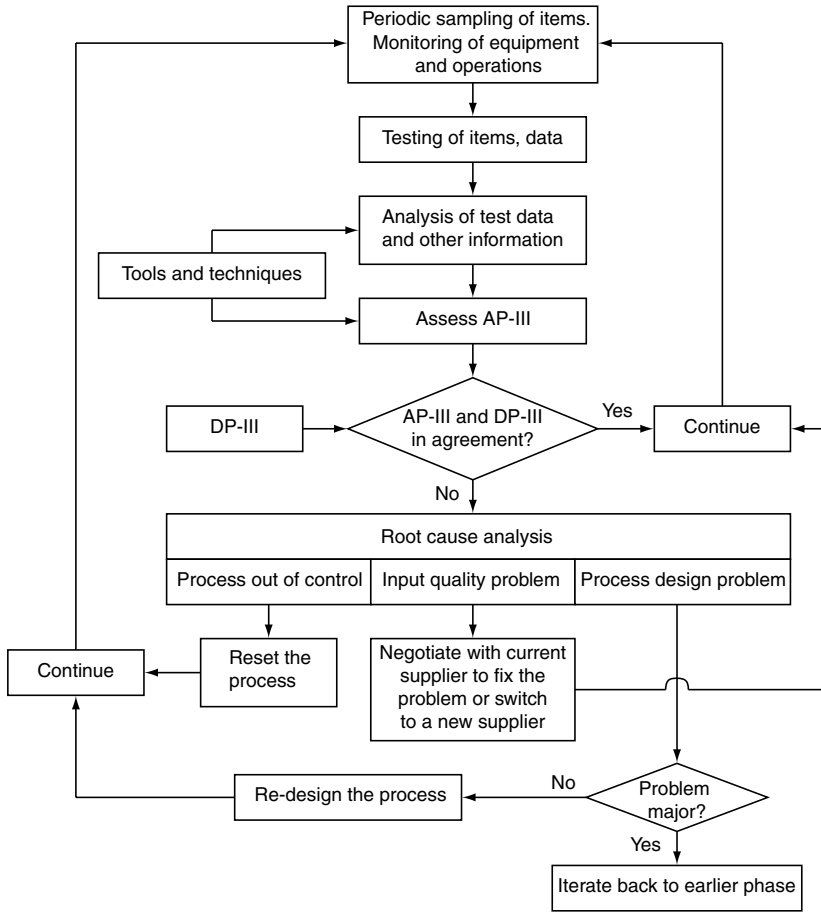 Periodic sampling of items.
Monitoring of equipment
and operations
Testing of items, data
Analysis of test data
and other information
Tools and techniques
Assess AP-III
DP-III
AP-III and DP-III
in agreement?
Yes
Continue
No
Root cause analysis
Process out of control
Input quality problem
Process design problem
Continue
Reset the
process
Negotiate with current
supplier to fix the
problem or switch
to a new supplier
Re-design the process
No
Problem
major?
Yes
Iterate back to earlier phase